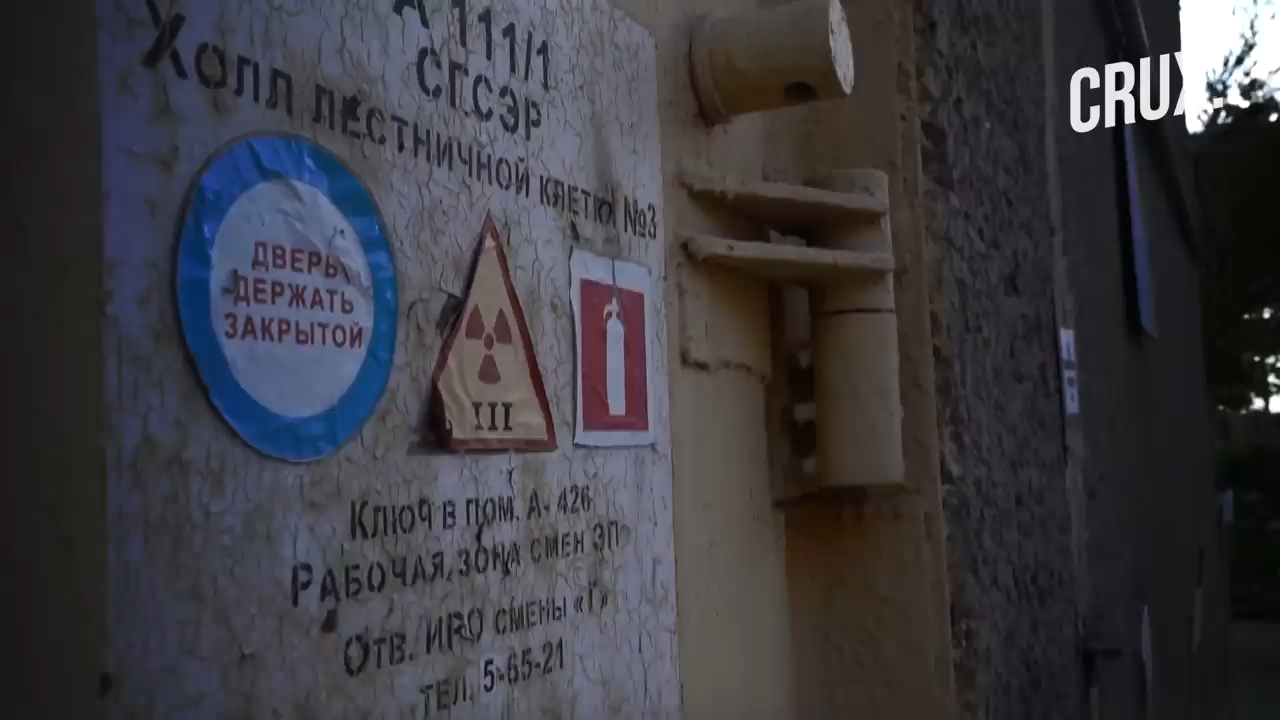 А 111/1
СГСЭР
ХОЛЛ ЛЕСТНИЧНОЙ КЛЕТКИ №3
ДВЕРЬ
ДЕРЖАТЬ
ЗАКРЫТОЙ
III
КЛЮЧ В ПОМ. А- 426
РАБОЧАЯ ЗОНА СМЕН ЭП
ОТВ. ИРО СМЕНЫ «Г»
ТЕЛ. 5-65-21
CRUX